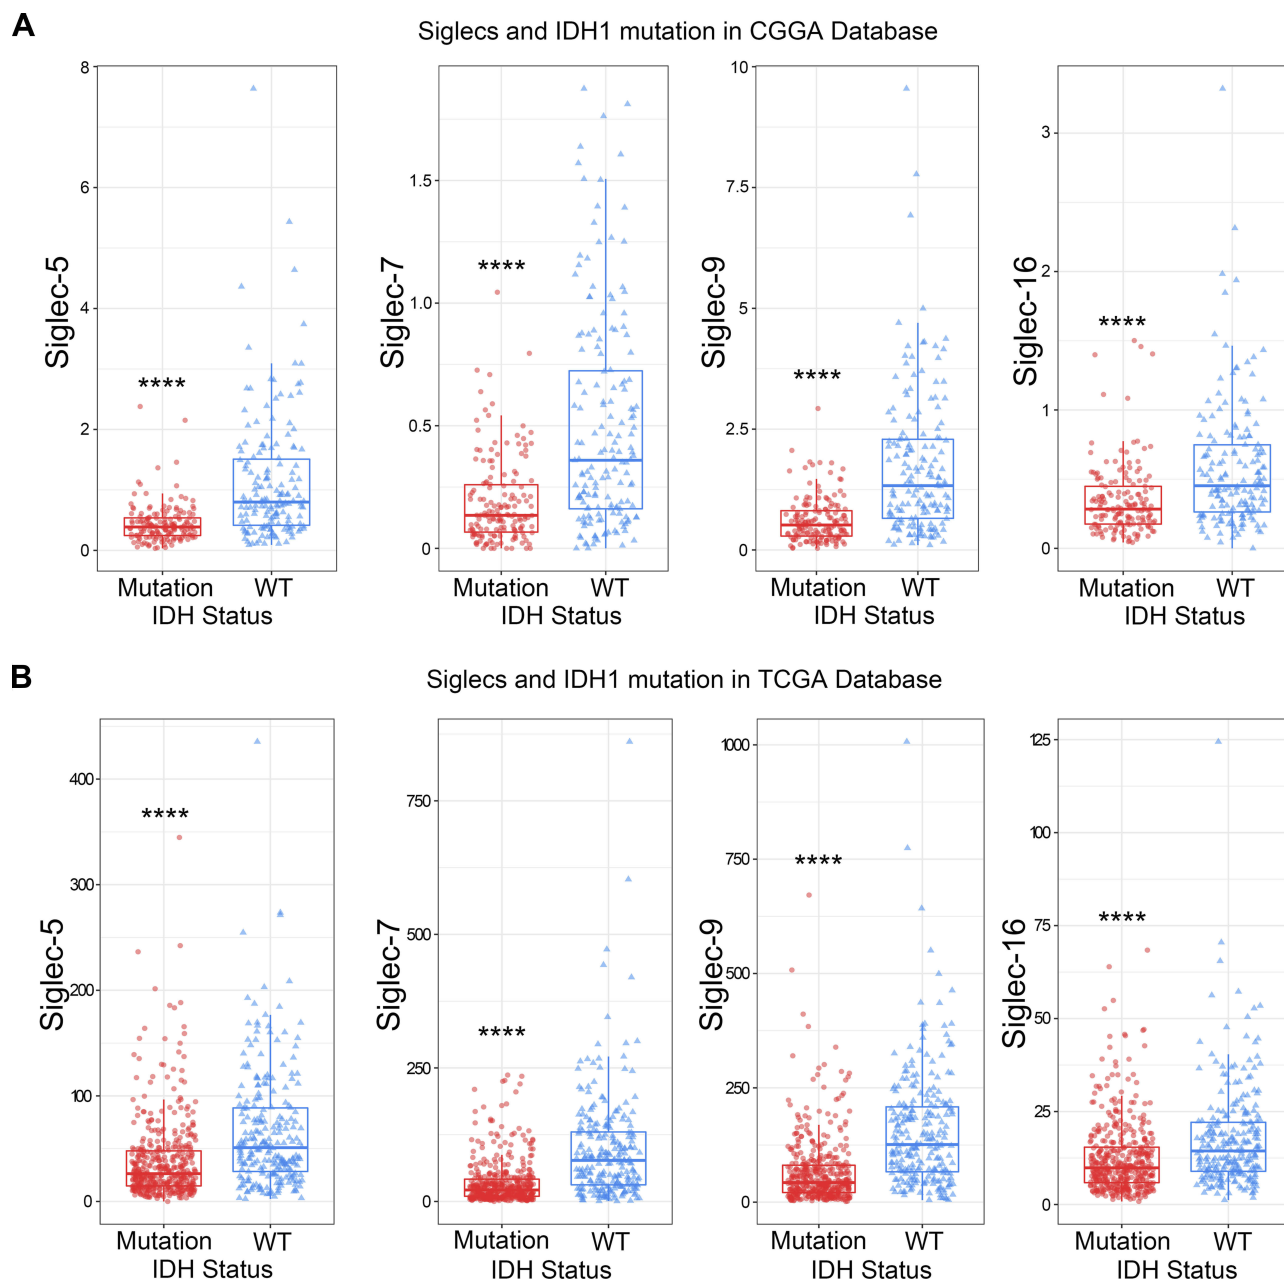 A
Siglecs and IDH1 mutation in CGGA Database
Siglec-5
8
6
4
2
0
****
Mutation WT
IDH Status
Siglec-7
1.5
1.0
0.5
0
****
Mutation WT
IDH Status
Siglec-9
10
7.5
5
2.5
0
****
Mutation WT
IDH Status
Siglec-16
3
2
1
0
****
Mutation WT
IDH Status
B
Siglecs and IDH1 mutation in TCGA Database
Siglec-5
400
300
200
100
0
****
Mutation WT
IDH Status
Siglec-7
750
500
250
0
****
Mutation WT
IDH Status
Siglec-9
1000
750
500
250
0
****
Mutation WT
IDH Status
Siglec-16
125
100
75
50
25
0
****
Mutation WT
IDH Status